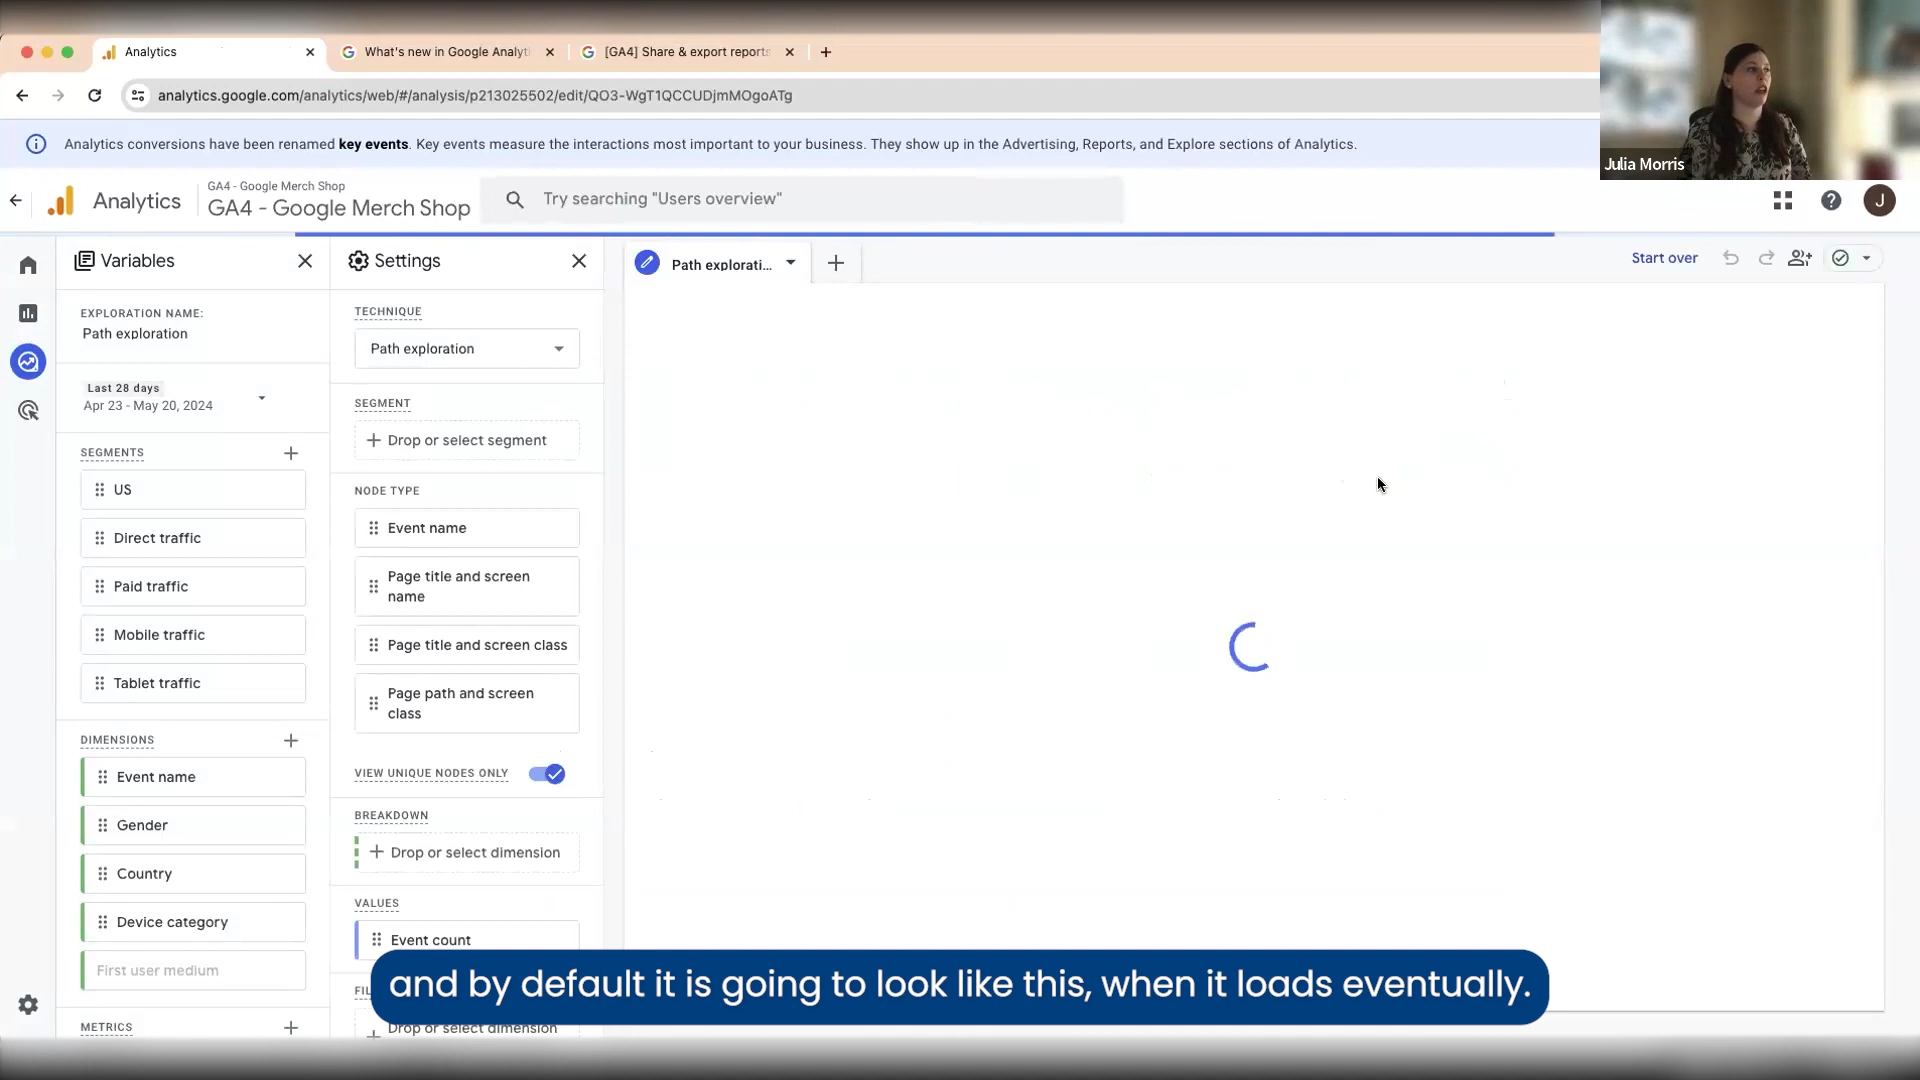 Analytics
What's new in Google Analyti
[GA4] Share & export reports
analytics.google.com/analytics/web/#/analysis/p213025502/edit/QO3-WgT1QCCUDjmMOgoATg
Analytics conversions have been renamed key events. Key events measure the interactions most important to your business. They show up in the Advertising, Reports, and Explore sections of Analytics.
Julia Morris
Analytics
GA4 - Google Merch Shop
GA4 - Google Merch Shop
Try searching "Users overview"
J
Variables
EXPLORATION NAME:
Path exploration
Last 28 days
Apr 23 - May 20, 2024
SEGMENTS
US
Direct traffic
Paid traffic
Mobile traffic
Tablet traffic
DIMENSIONS
Event name
Gender
Country
Device category
First user medium
METRICS
Settings
TECHNIQUE
Path exploration
SEGMENT
Drop or select segment
NODE TYPE
Event name
Page title and screen
name
Page title and screen class
Page path and screen
class
VIEW UNIQUE NODES ONLY
BREAKDOWN
Drop or select dimension
VALUES
Event count
FIL
Drop or select dimension
Path explorati...
Start over
and by default it is going to look like this, when it loads eventually.